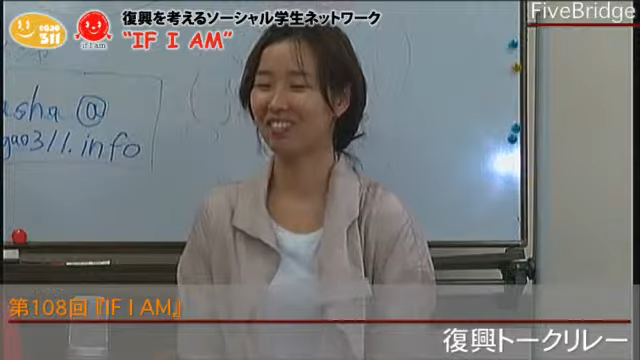 FiveBridge
egao
311
if I am
復興を考えるソーシャル学生ネットワーク
“IF I AM”
asha @
gao311.info
第108回 『IF I AM』
復興トークリレー